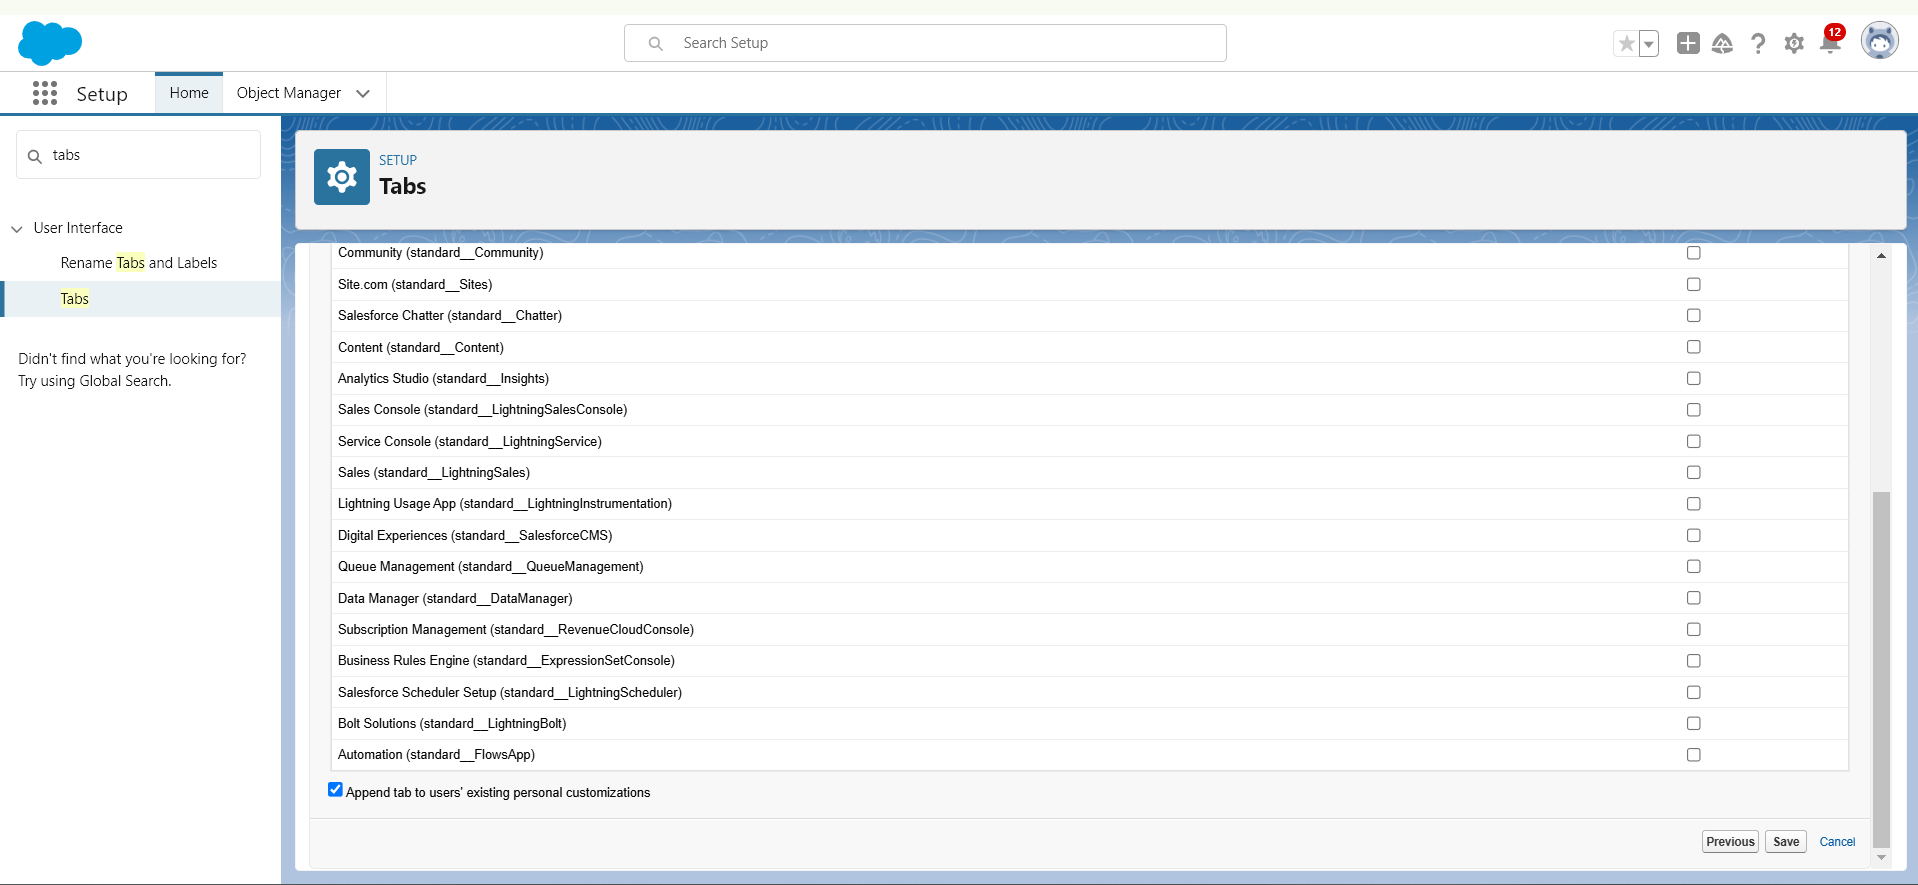 Search Setup
12
Setup
Home
Object Manager
tabs
User Interface
Rename Tabs and Labels
Tabs
Didn't find what you're looking for?
Try using Global Search.
SETUP
Tabs
Community (standard__Community)
Site.com (standard__Sites)
Salesforce Chatter (standard__Chatter)
Content (standard__Content)
Analytics Studio (standard__Insights)
Sales Console (standard__LightningSalesConsole)
Service Console (standard__LightningService)
Sales (standard__LightningSales)
Lightning Usage App (standard__LightningInstrumentation)
Digital Experiences (standard__SalesforceCMS)
Queue Management (standard__QueueManagement)
Data Manager (standard__DataManager)
Subscription Management (standard__RevenueCloudConsole)
Business Rules Engine (standard__ExpressionSetConsole)
Salesforce Scheduler Setup (standard__LightningScheduler)
Bolt Solutions (standard__LightningBolt)
Automation (standard__FlowsApp)
Append tab to users' existing personal customizations
Previous Save Cancel